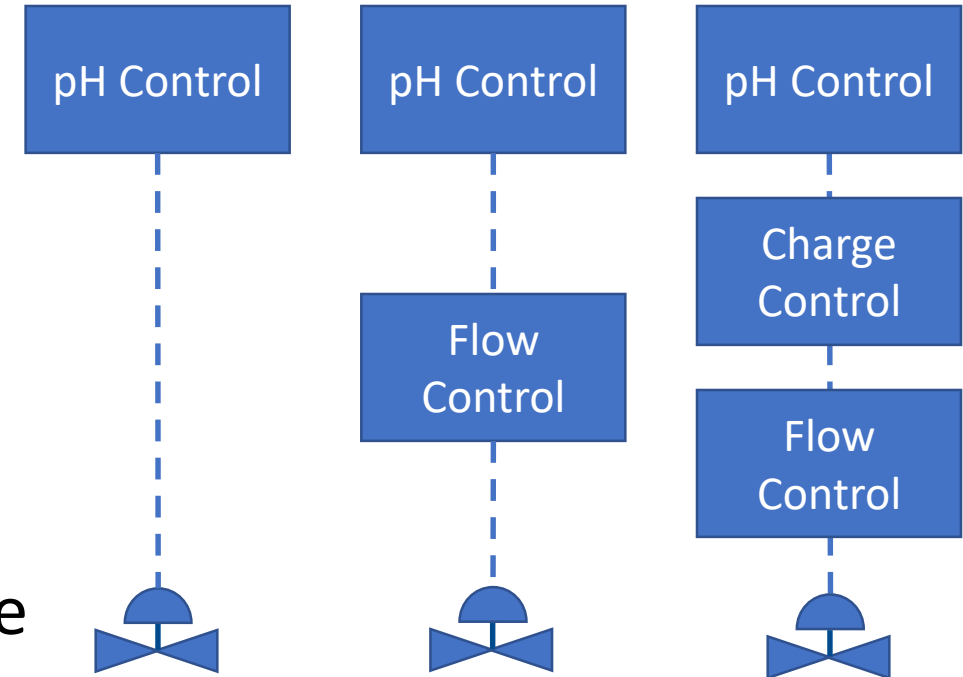 pH Control
pH Control
pH Control
Charge
Control
Flow
Control
Flow
Control
e